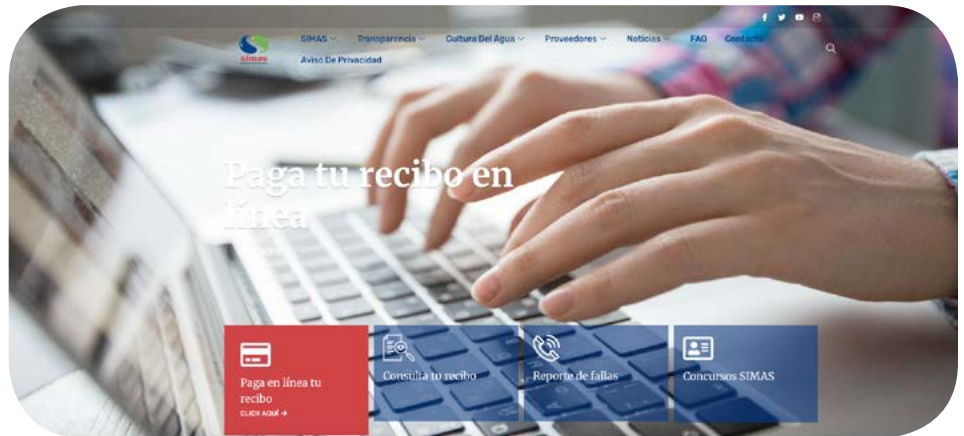 SIMAS Transparencia Cultura Del Agua Proveedores Noticias FAQ Contacto
simas
Aviso De Privacidad
Paga tu recibo en
línea
Paga en línea tu
recibo
CLICK AQUÍ →
Consulta tu recibo
Reporte de fallas
Concursos SIMAS